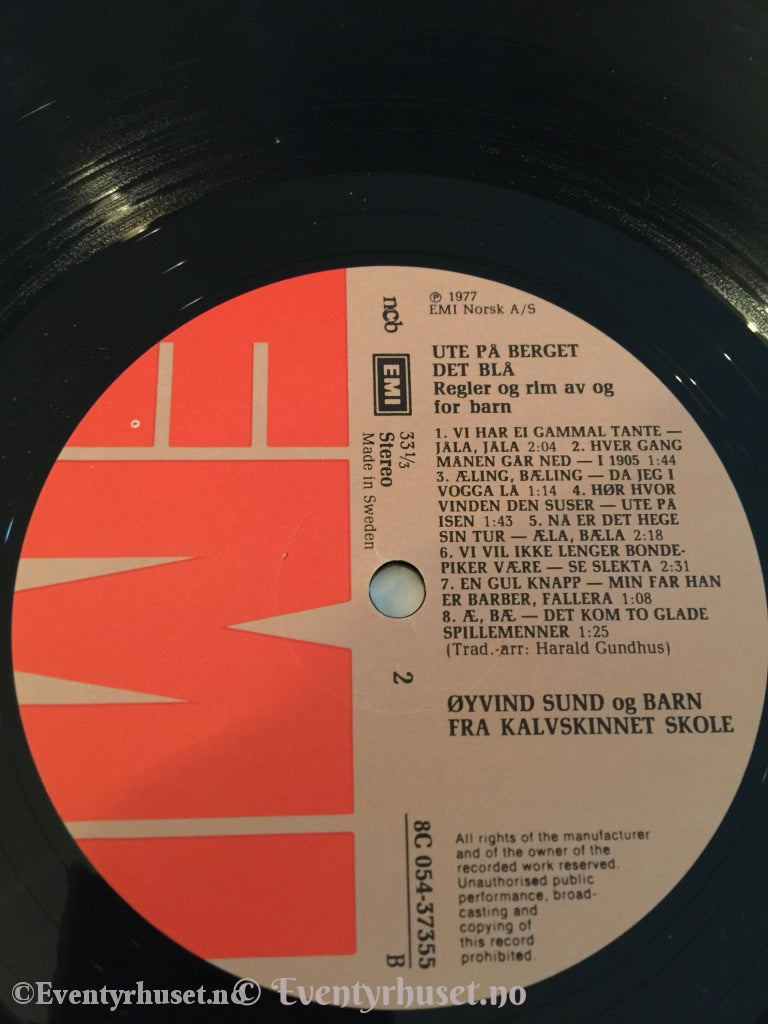 ℗ 1977
EMI Norsk A/S
ncb
EMI
33⅓
Stereo
Made in Sweden
UTE PÅ BERGET
DET BLÅ
Regler og rim av og
for barn
1. VI HAR EI GAMMAL TANTE —
JÅLA, JÅLA 2:04 2. HVER GANG
MANEN GÅR NED — I 1905 1:44
3. ÆLING, BÆLING — DA JEG I
VOGGA LÅ 1:14 4. HØR HVOR
VINDEN DEN SUSER — UTE PÅ
ISEN 1:43 5. NA ER DET HEGE
SIN TUR — ÆLA, BÆLA 2:18
6. VI VIL IKKE LENGER BONDE-
PIKER VÆRE — SE SLEKTA 2:31
7. EN GUL KNAPP — MIN FAR HAN
ER BARBER, FALLERA 1:08
8. Æ, BÆ — DET KOM TO GLADE
SPILLEMENNER 1:25
(Trad.-arr: Harald Gundhus)
2
ØYVIND SUND og BARN
FRA KALVSKINNET SKOLE
8C 054-37355
B
All rights of the manufacturer
and of the owner of the
recorded work reserved.
Unauthorised public
performance, broad-
casting and
copying of
this record
prohibited.
EMI
©Eventyrhuset.no
© Eventyrhuset.no